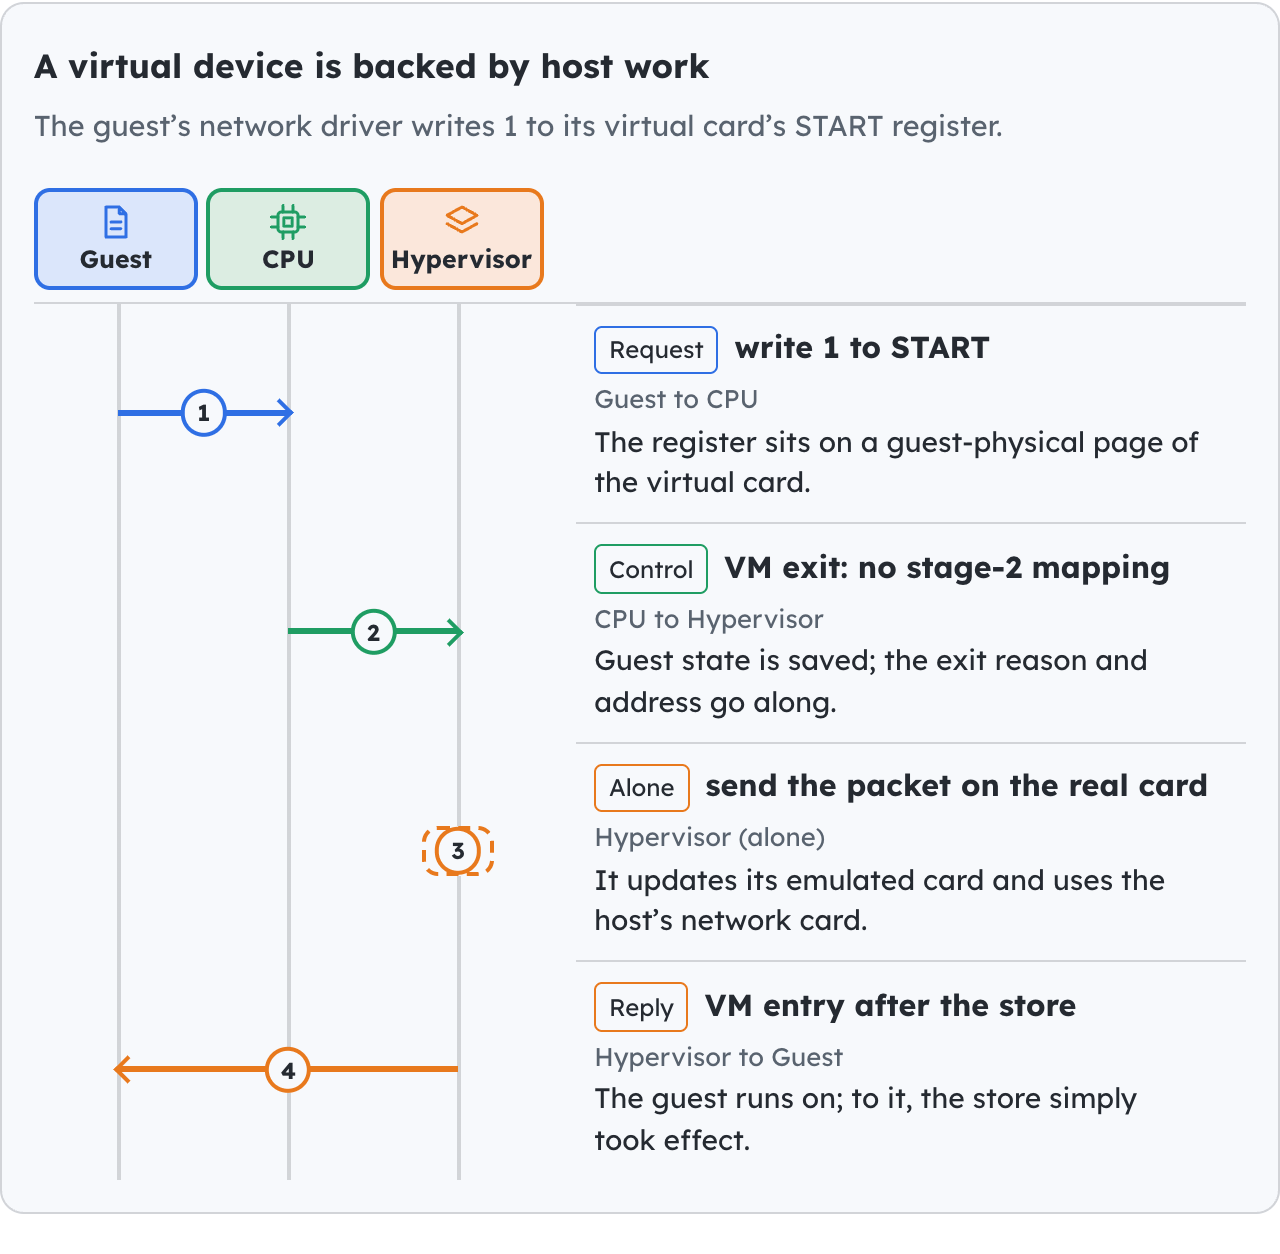 A virtual device is backed by host work
The guest’s network driver writes 1 to its virtual card’s START register.
Guest
CPU
Hypervisor
Request write 1 to START
Guest to CPU
1
The register sits on a guest-physical page of
the virtual card.
Control VM exit: no stage-2 mapping
CPU to Hypervisor
2
Guest state is saved; the exit reason and
address go along.
Alone send the packet on the real card
Hypervisor (alone)
3
It updates its emulated card and uses the
host’s network card.
Reply VM entry after the store
Hypervisor to Guest
4
The guest runs on; to it, the store simply
took effect.